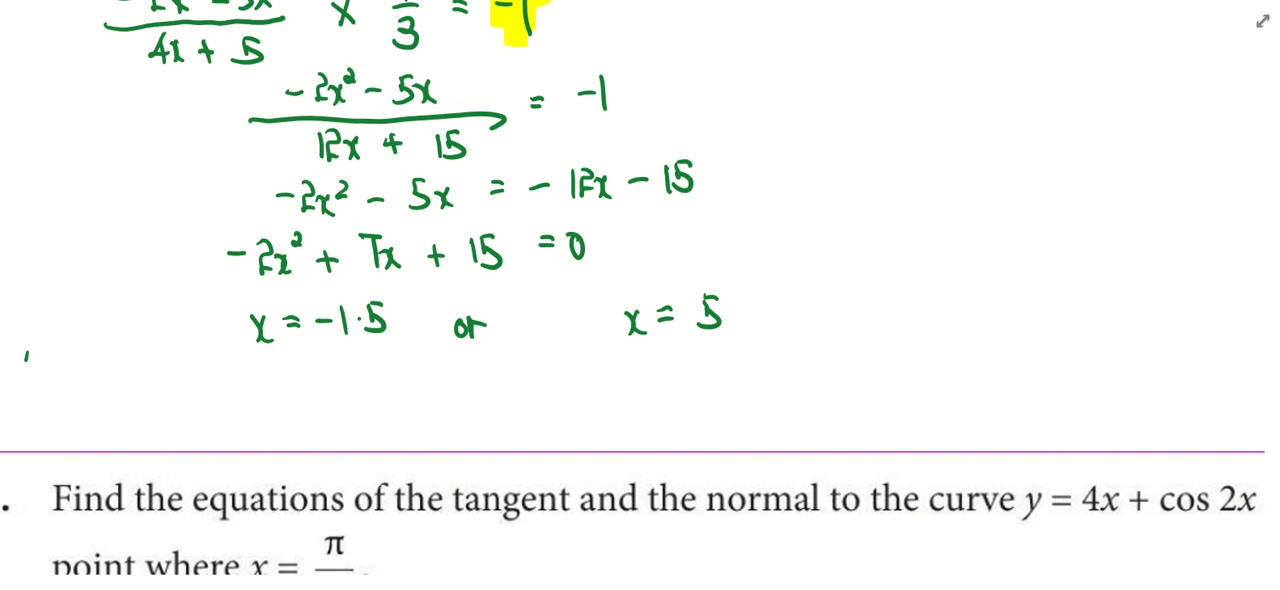 4x + 5 × /3 = -1
-2x² - 5x / 12x + 15 = -1
-2x² - 5x = - 12x - 15
-2x² + 7x + 15 = 0
x = -1.5 or x = 5
. Find the equations of the tangent and the normal to the curve y = 4x + cos 2x
point where x = π